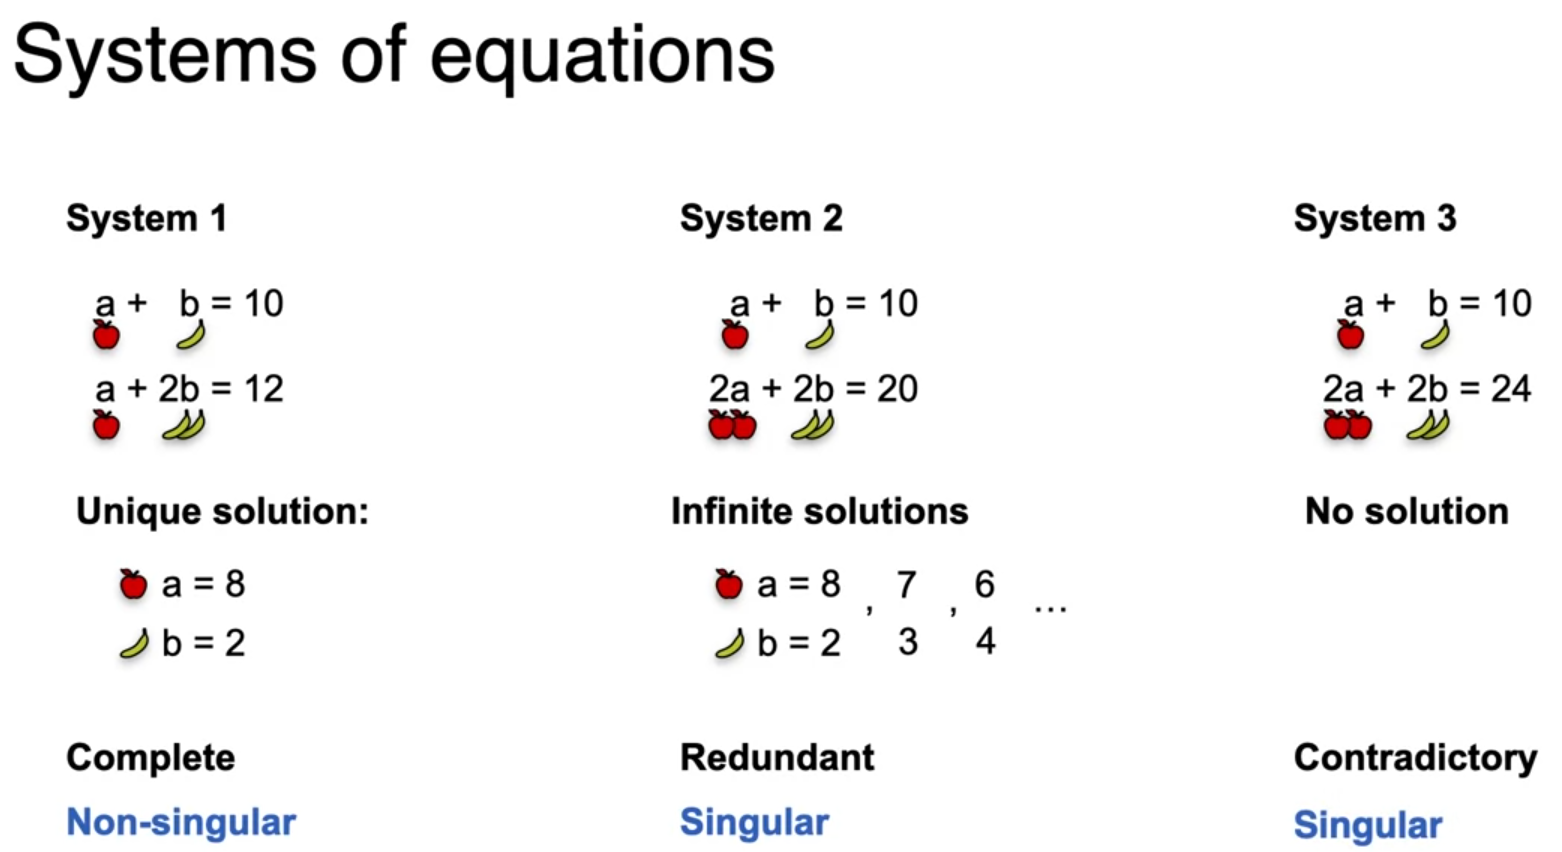 Systems of equations
System 1
a + b = 10
a + 2b = 12
Unique solution:
a = 8
b = 2
Complete
Non-singular
System 2
a + b = 10
2a + 2b = 20
Infinite solutions
a = 8 , 7 , 6 ...
b = 2 3 4
Redundant
Singular
System 3
a + b = 10
2a + 2b = 24
No solution
Contradictory
Singular